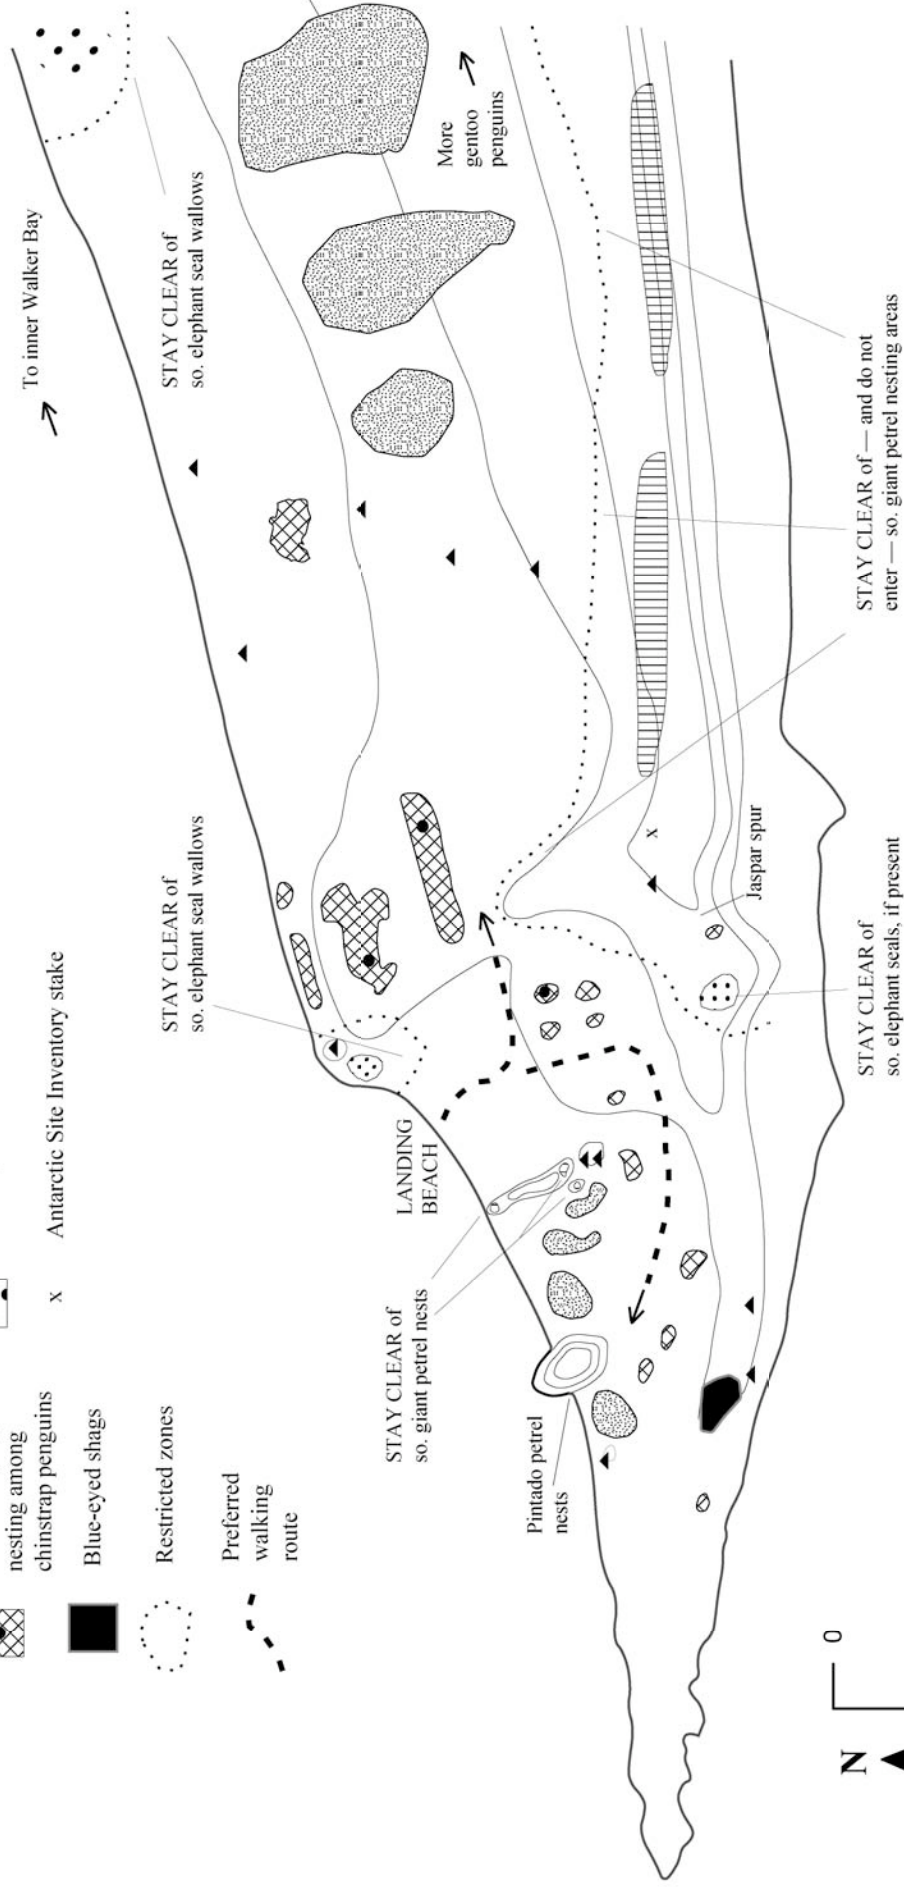 nesting among
chinstrap penguins
Blue-eyed shags
Restricted zones
Preferred
walking
route
x
Antarctic Site Inventory stake
To inner Walker Bay
STAY CLEAR of
so. elephant seal wallows
STAY CLEAR of
so. elephant seal wallows
More
gentoo
penguins
LANDING
BEACH
STAY CLEAR of
so. giant petrel nests
Pintado petrel
nests
x
Jaspar spur
STAY CLEAR of — and do not
enter — so. giant petrel nesting areas
STAY CLEAR of
so. elephant seals, if present
N
0